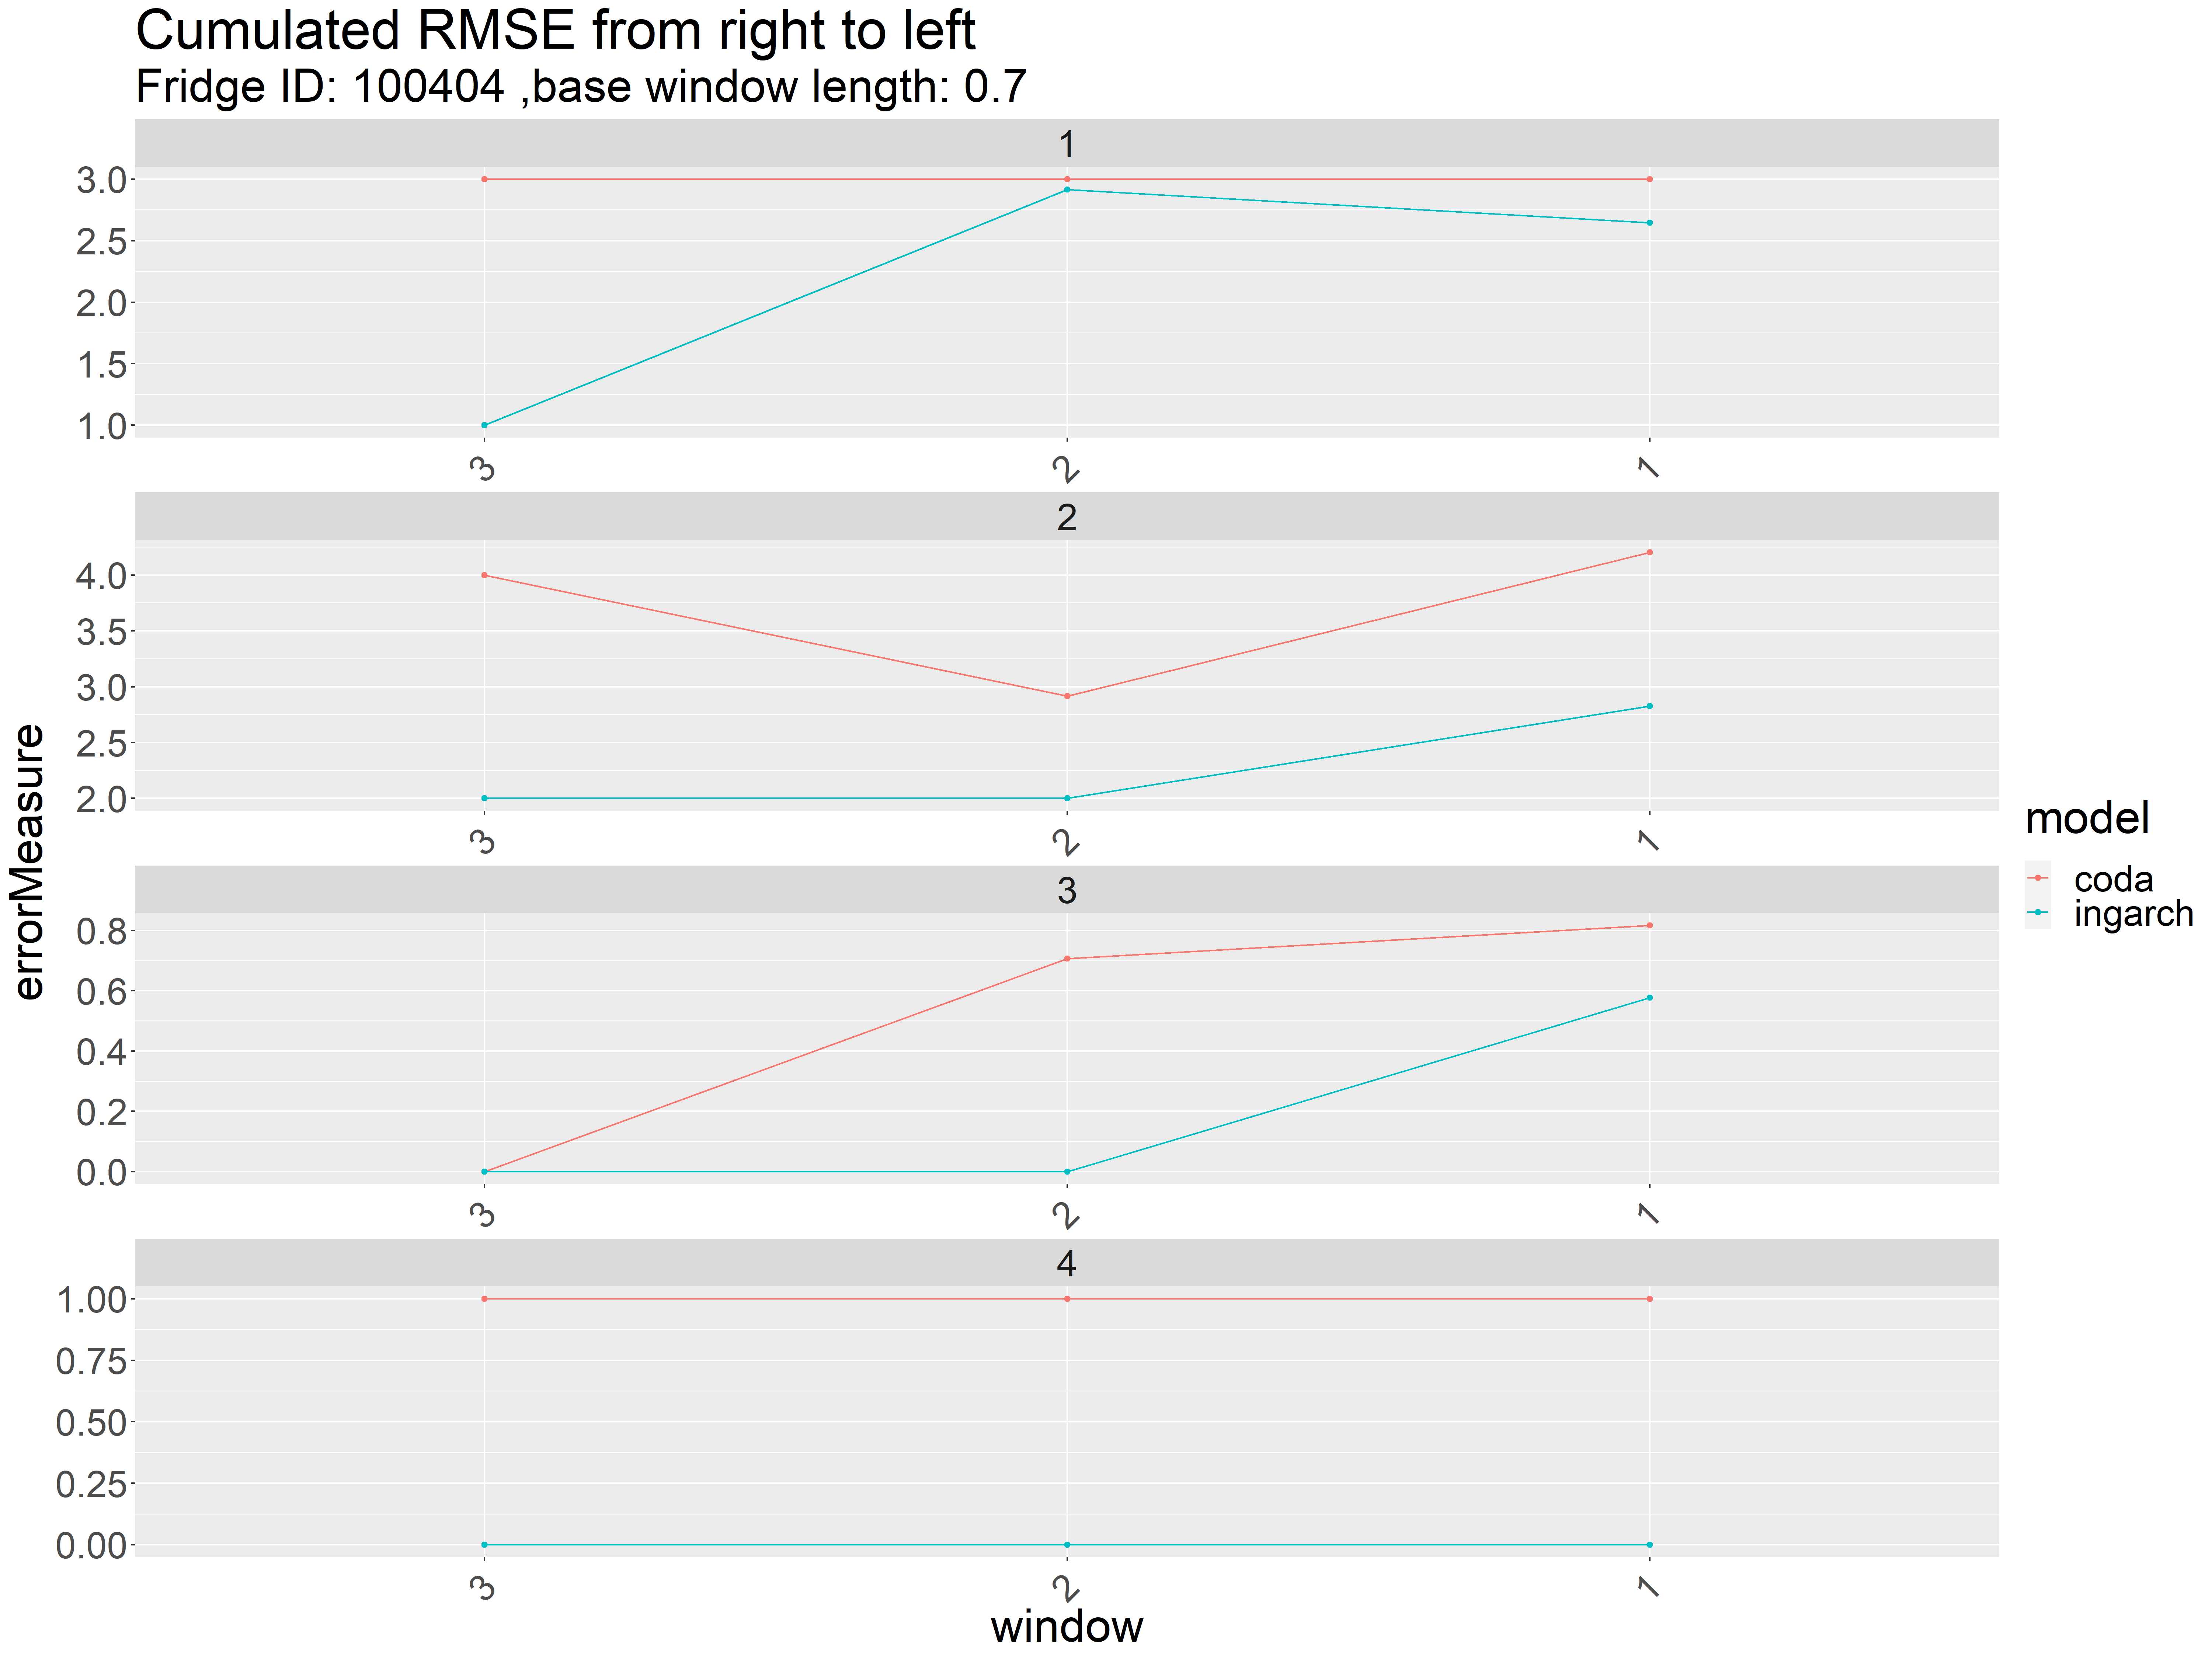 Cumulated RMSE from right to left
Fridge ID: 100404 ,base window length: 0.7
1
3.0
2.5
2.0
1.5
1.0
3 2 1
2
4.0
3.5
3.0
2.5
2.0
3 2 1
3
0.8
0.6
0.4
0.2
0.0
3 2 1
4
1.00
0.75
0.50
0.25
0.00
3 2 1
window
errorMeasure
model
coda
ingarch